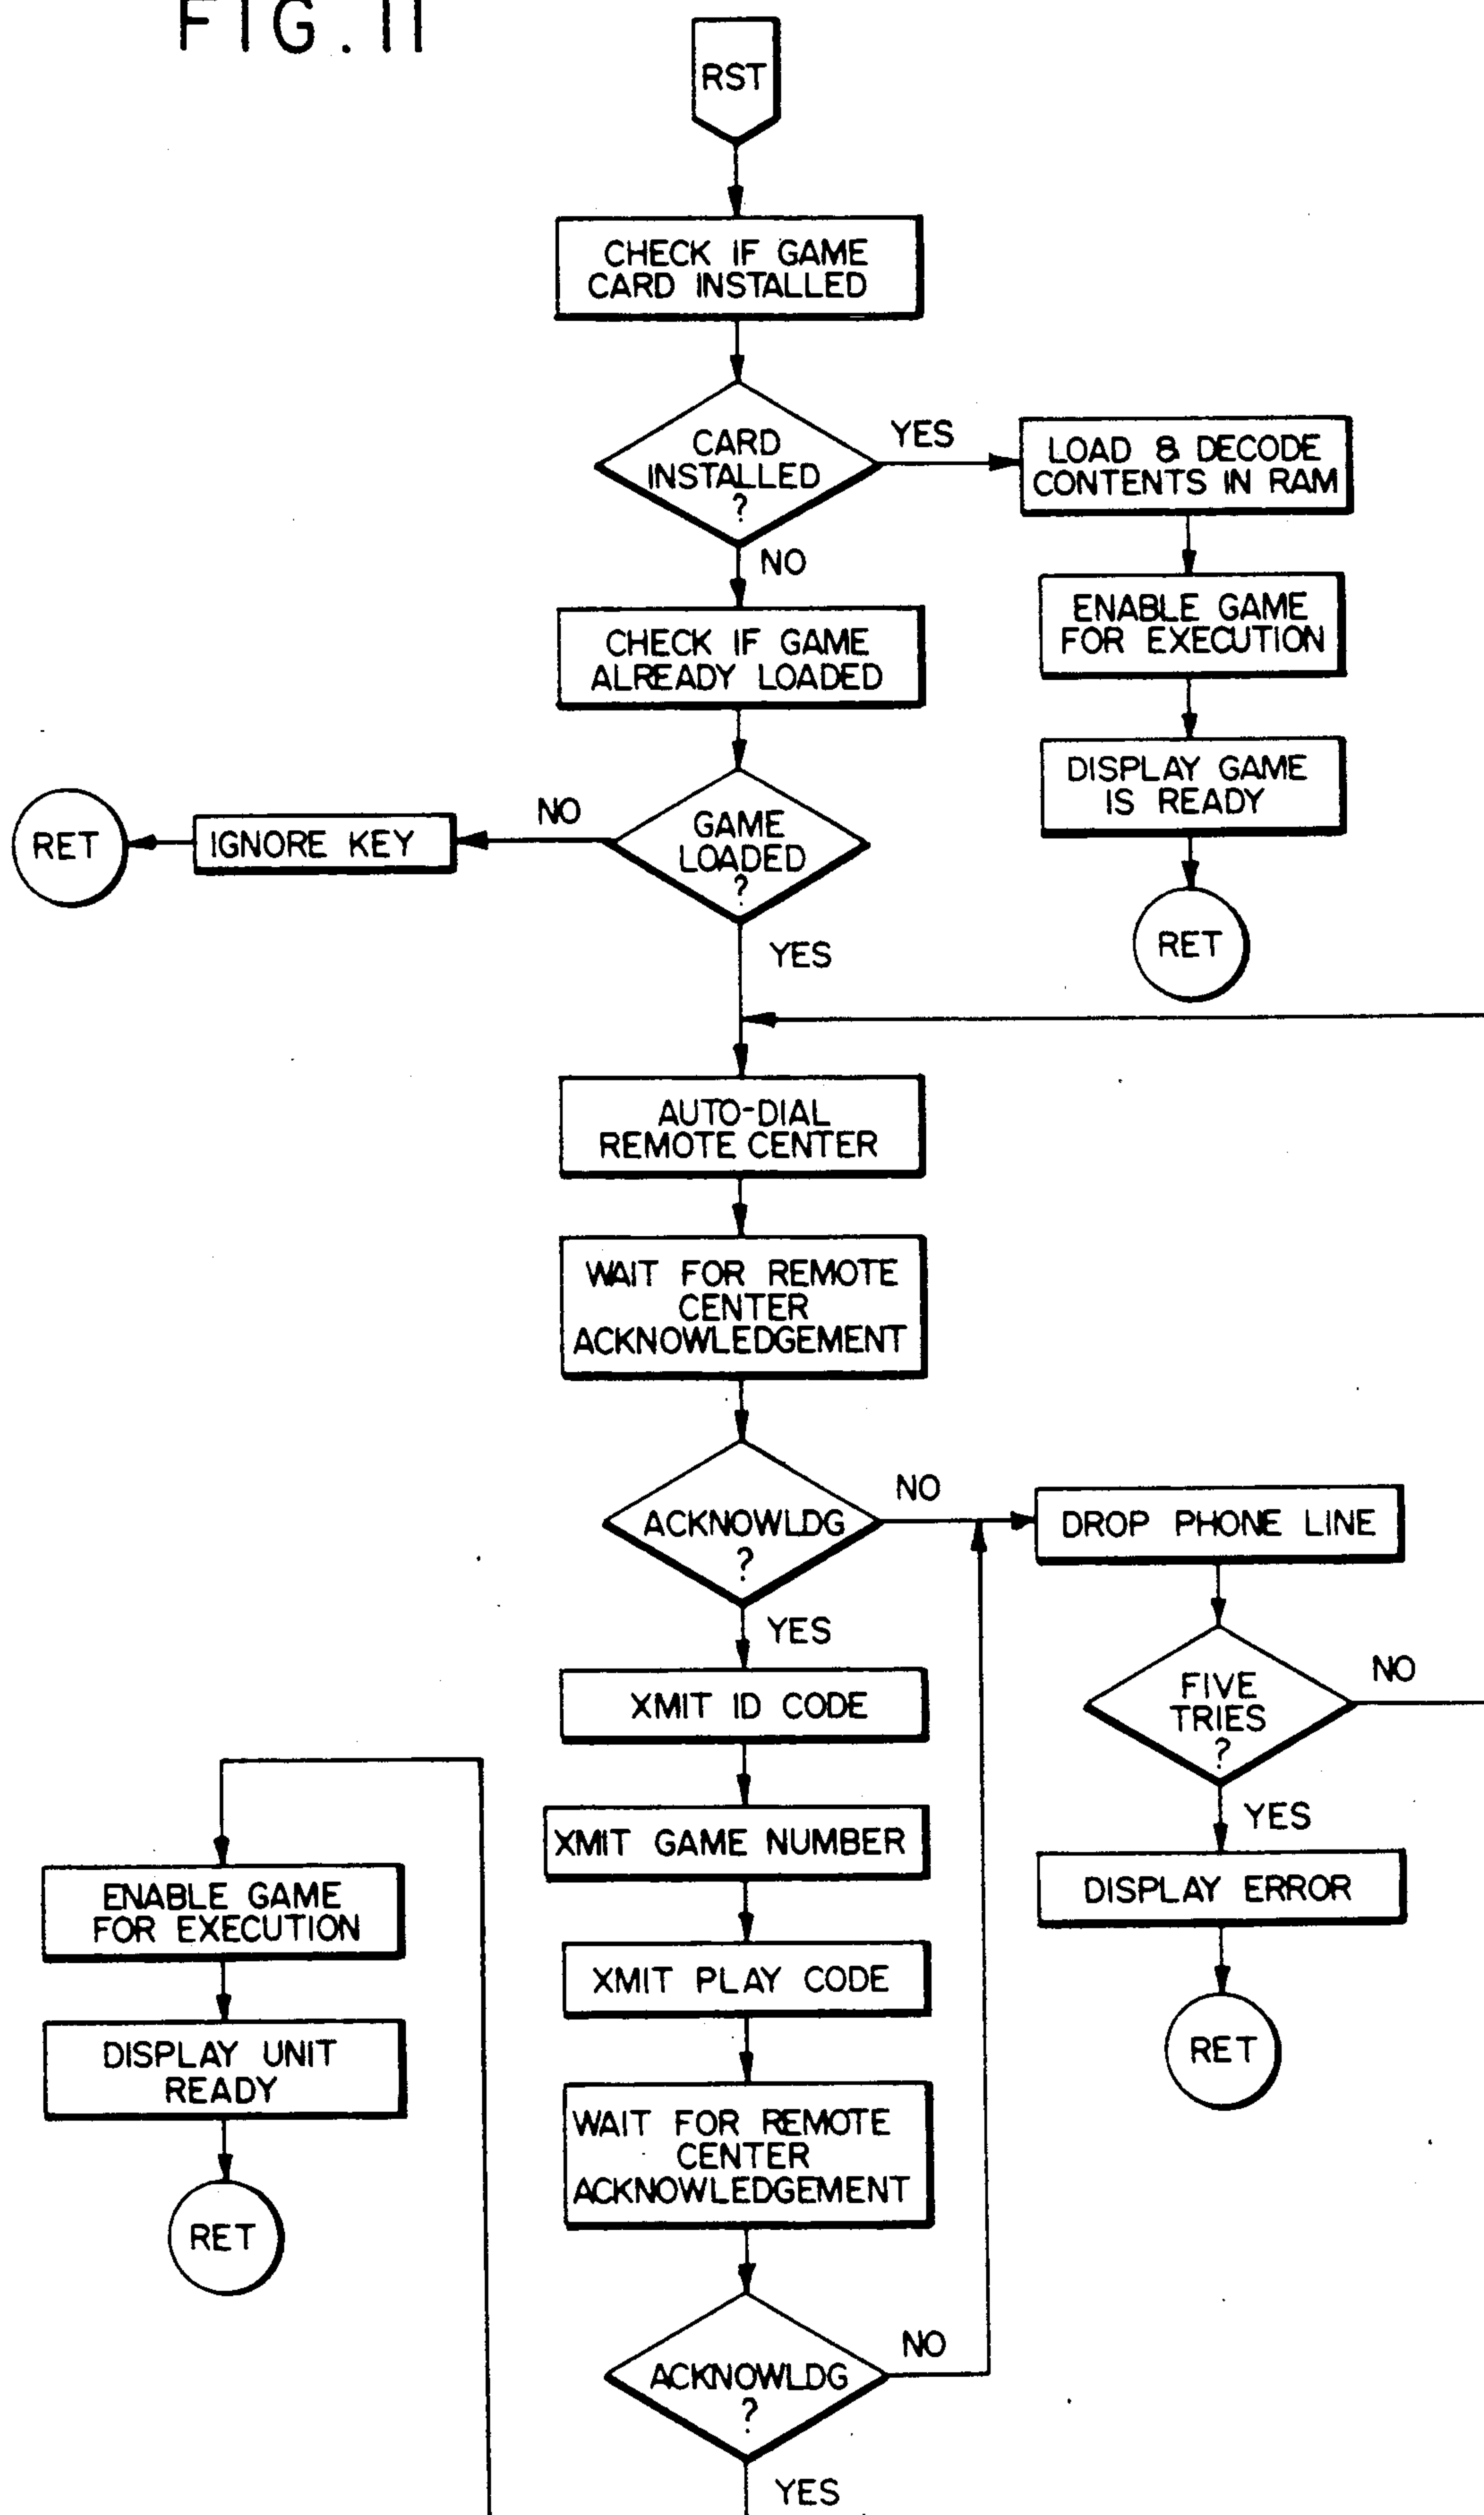 FIG. 11
RST
CHECK IF GAME
CARD INSTALLED
CARD
INSTALLED
?
YES
NO
LOAD & DECODE
CONTENTS IN RAM
ENABLE GAME
FOR EXECUTION
DISPLAY GAME
IS READY
RET
CHECK IF GAME
ALREADY LOADED
GAME
LOADED
?
NO
IGNORE KEY
RET
YES
AUTO-DIAL
REMOTE CENTER
WAIT FOR REMOTE
CENTER
ACKNOWLEDGEMENT
ACKNOWLDG
?
NO
DROP PHONE LINE
FIVE
TRIES
?
NO
YES
DISPLAY ERROR
RET
YES
XMIT ID CODE
XMIT GAME NUMBER
XMIT PLAY CODE
WAIT FOR REMOTE
CENTER
ACKNOWLEDGEMENT
ACKNOWLDG
?
NO
YES
ENABLE GAME
FOR EXECUTION
DISPLAY UNIT
READY
RET